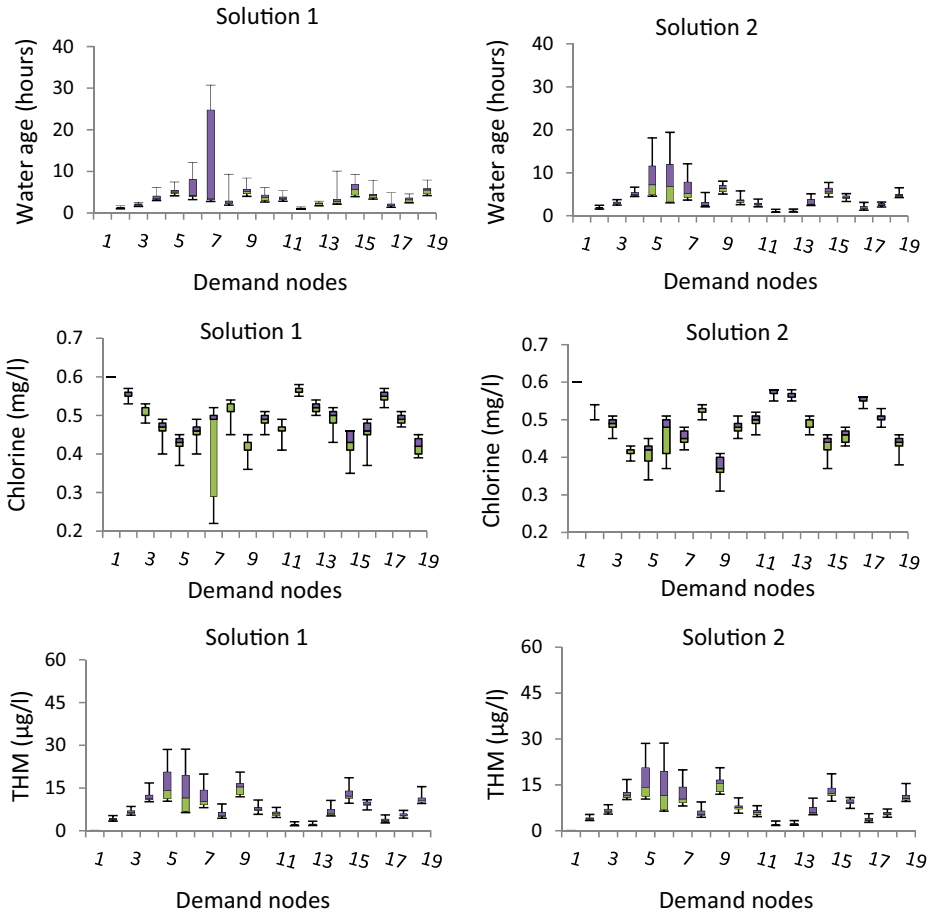 Solution 1
Water age (hours)
40
30
20
10
0
1 3 5 7 9 11 13 15 17 19
Demand nodes
Solution 2
Water age (hours)
40
30
20
10
0
1 3 5 7 9 11 13 15 17 19
Demand nodes
Solution 1
Chlorine (mg/l)
0.7
0.6
0.5
0.4
0.3
0.2
1 3 5 7 9 11 13 15 17 19
Demand nodes
Solution 2
Chlorine (mg/l)
0.7
0.6
0.5
0.4
0.3
0.2
1 3 5 7 9 11 13 15 17 19
Demand nodes
Solution 1
THM (µg/l)
60
45
30
15
0
1 3 5 7 9 11 13 15 17 19
Demand nodes
Solution 2
THM (µg/l)
60
45
30
15
0
1 3 5 7 9 11 13 15 17 19
Demand nodes